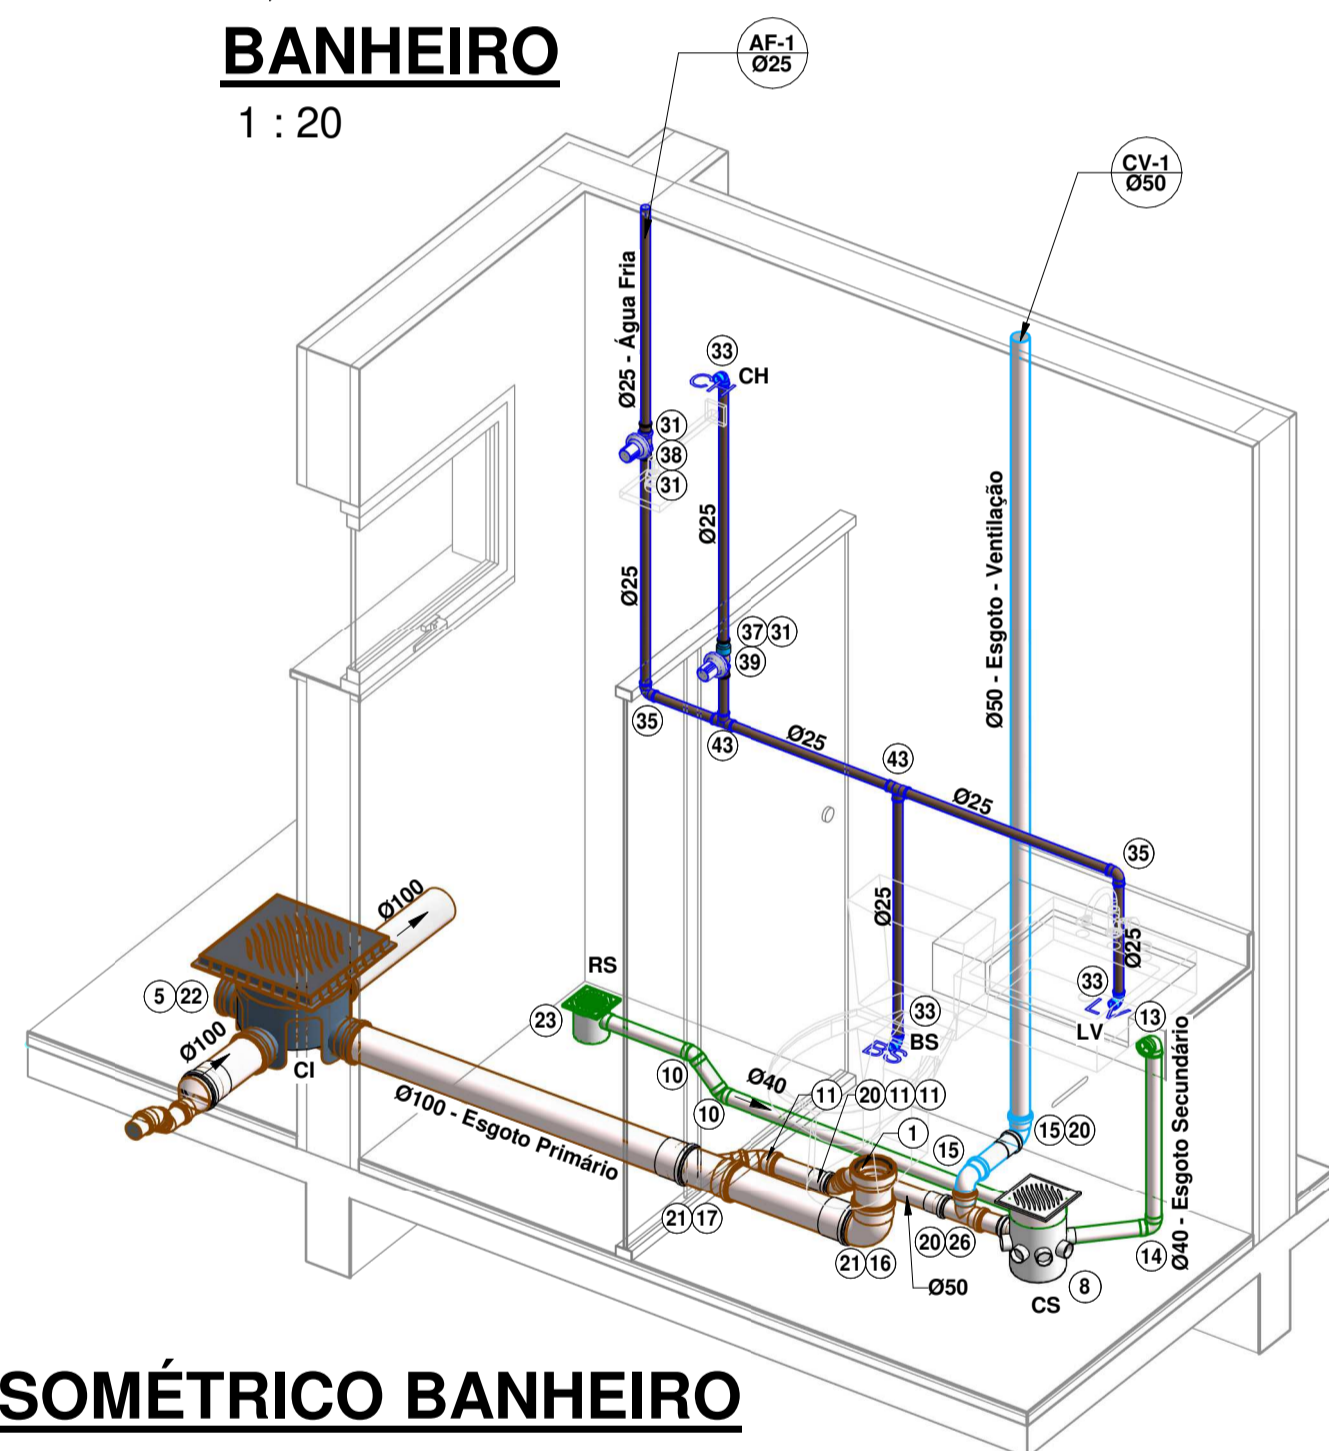 BANHEIRO
1 : 20
AF-1
Ø25
CV-1
Ø50
Ø25 - Água Fria
33
CH
CH
31
38
31
Ø25
Ø25
Ø50 - Esgoto - Ventilação
37 31
39
35
43
Ø25
43
Ø25
35
Ø25
Ø25
Ø100
5 22
Ø100
CI
RS
23
33
BS
BS
33
LV
LV
13
10
10
Ø40
11
20 11 11
1
15
15 20
Ø100 - Esgoto Primário
Ø40 - Esgoto Secundário
21 17
21 16
20 26
Ø50
14
8
CS
SOMÉTRICO BANHEIRO